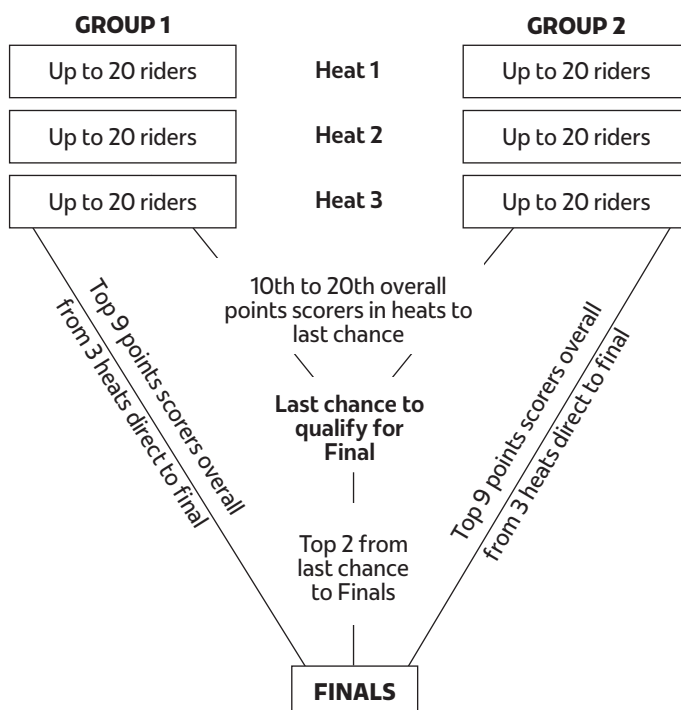 GROUP 1
GROUP 2
Up to 20 riders
Heat 1
Up to 20 riders
Up to 20 riders
Heat 2
Up to 20 riders
Up to 20 riders
Heat 3
Up to 20 riders
10th to 20th overall
points scorers in heats to
last chance
Top 9 points scorers overall
from 3 heats direct to final
Top 9 points scorers overall
from 3 heats direct to final
Last chance to
qualify for
Final
Top 2 from
last chance
to Finals
FINALS